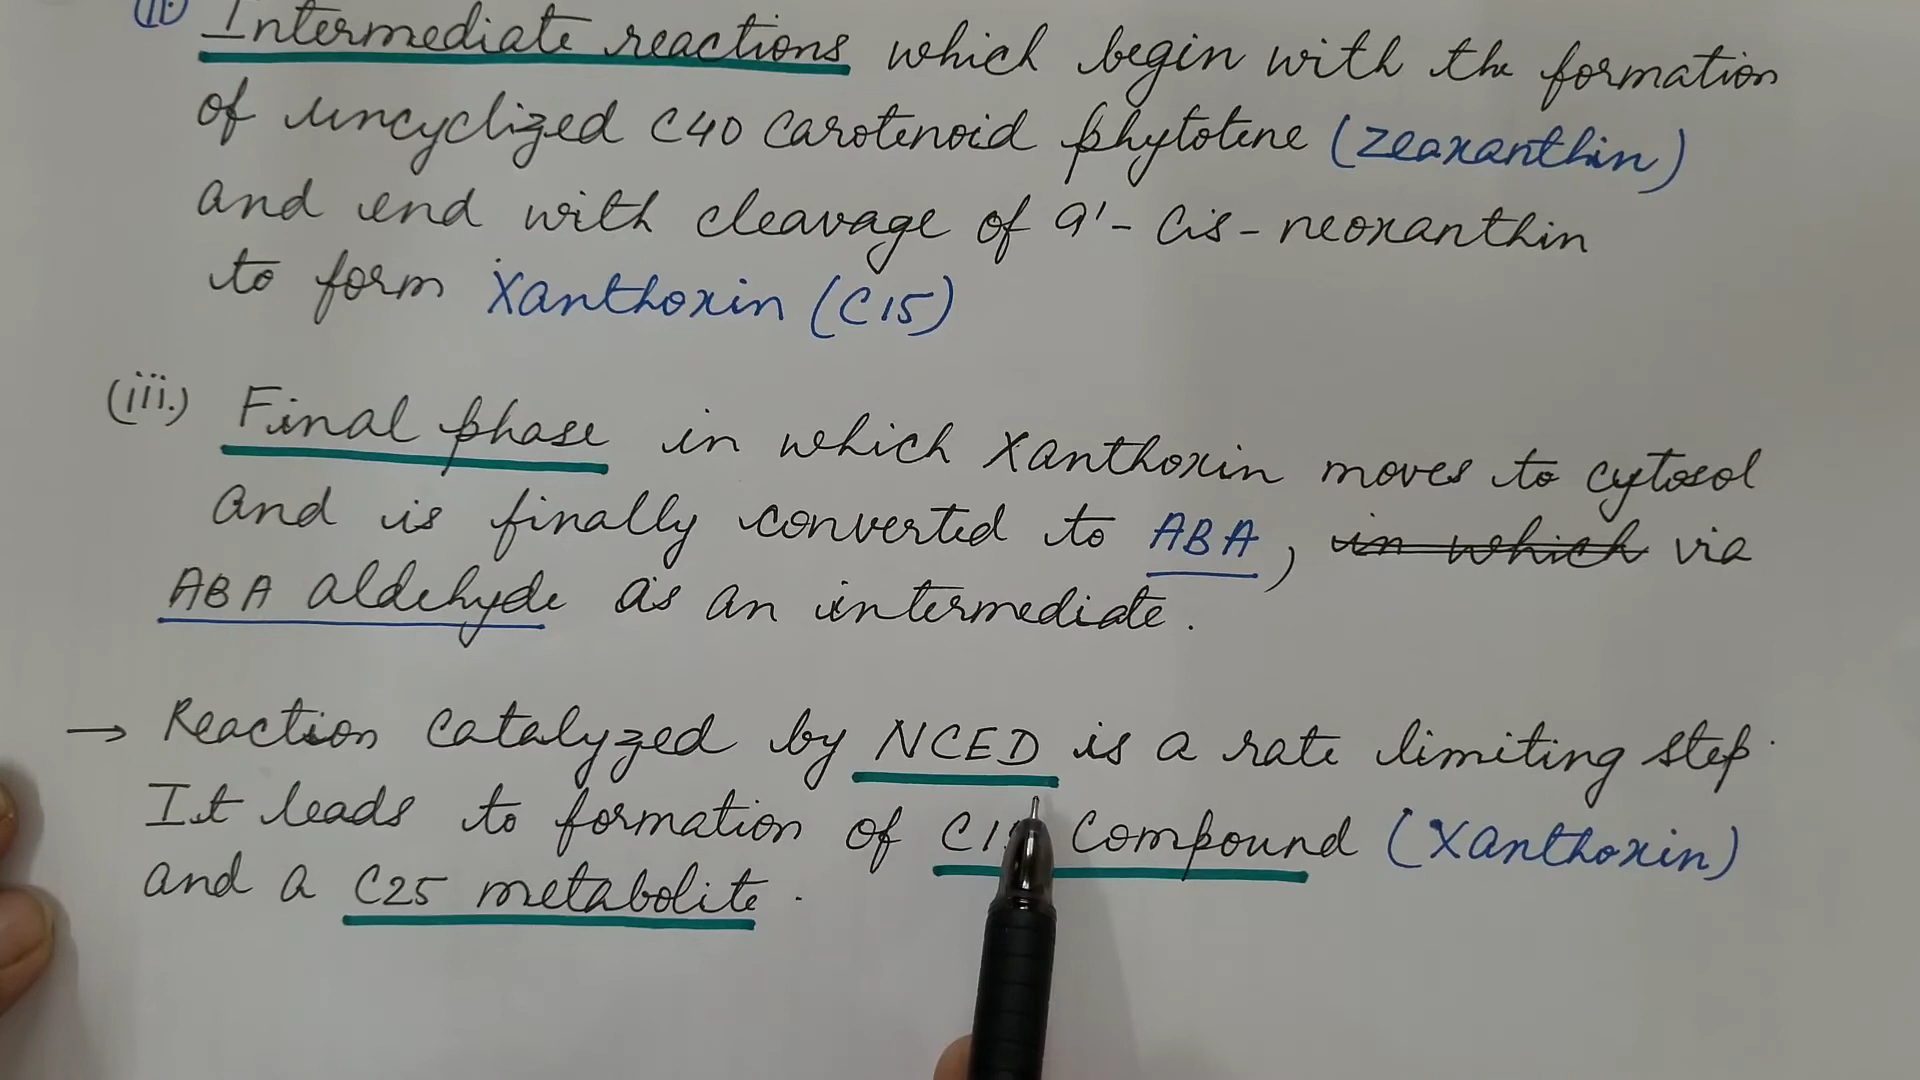 (ii) Intermediate reactions which begin with the formation
of uncyclized C40 carotenoid phytotene (zeaxanthin)
and end with cleavage of 9'-cis-neoxanthin
to form Xanthoxin (C15)
(iii.) Final phase in which Xanthoxin moves to cytosol
and is finally converted to ABA, in which via
ABA aldehyde as an intermediate.
→ Reaction catalyzed by NCED is a rate limiting step.
It leads to formation of C15 Compound (Xanthoxin)
and a C25 metabolite.